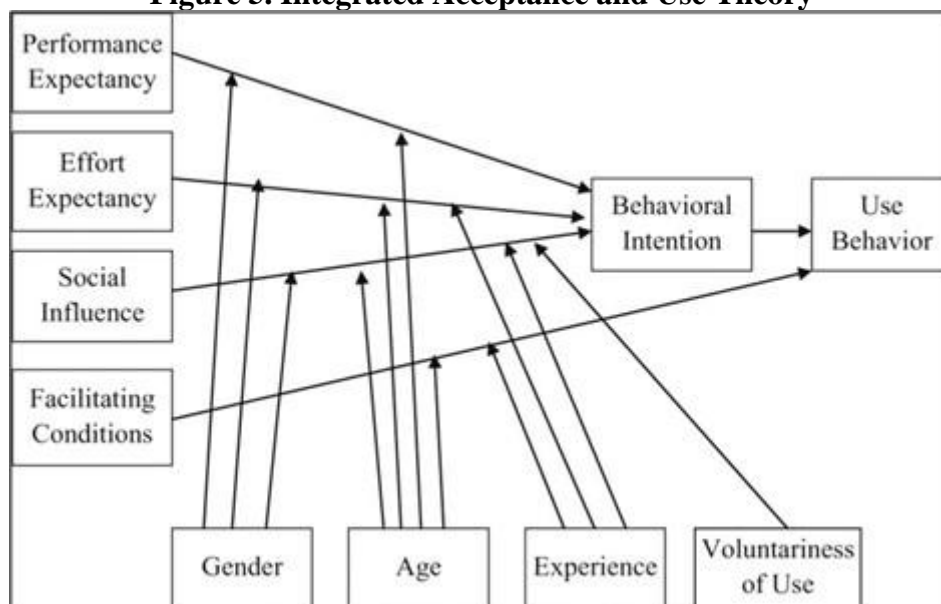 Figure 3. Integrated Acceptance and Use Theory
Performance
Expectancy
Effort
Expectancy
Social
Influence
Facilitating
Conditions
Behavioral
Intention
Use
Behavior
Gender
Age
Experience
Voluntariness
of Use